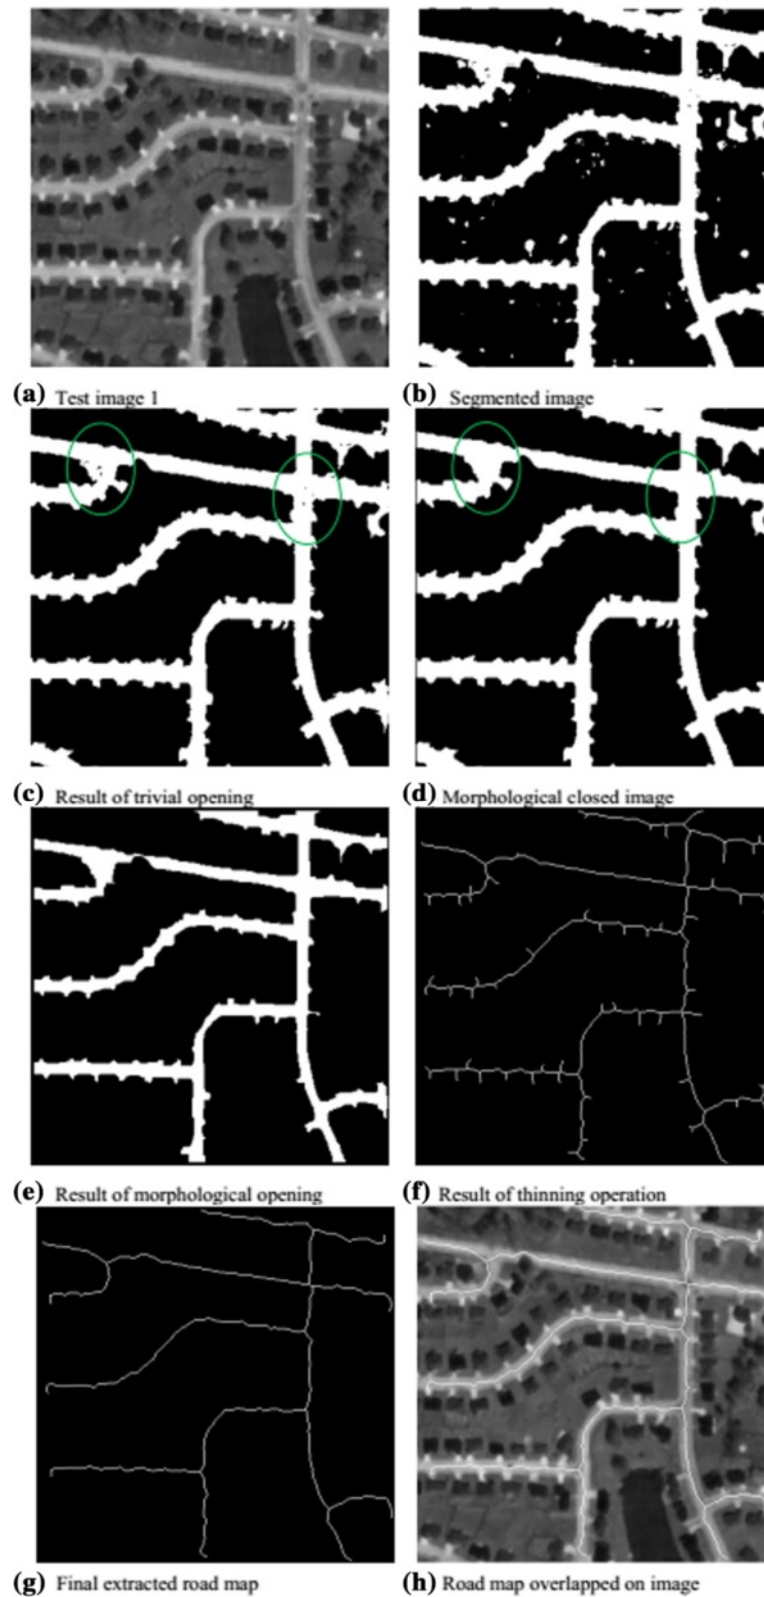 (a) Test image 1
(b) Segmented image
(c) Result of trivial opening
(d) Morphological closed image
(e) Result of morphological opening
(f) Result of thinning operation
(g) Final extracted road map
(h) Road map overlapped on image